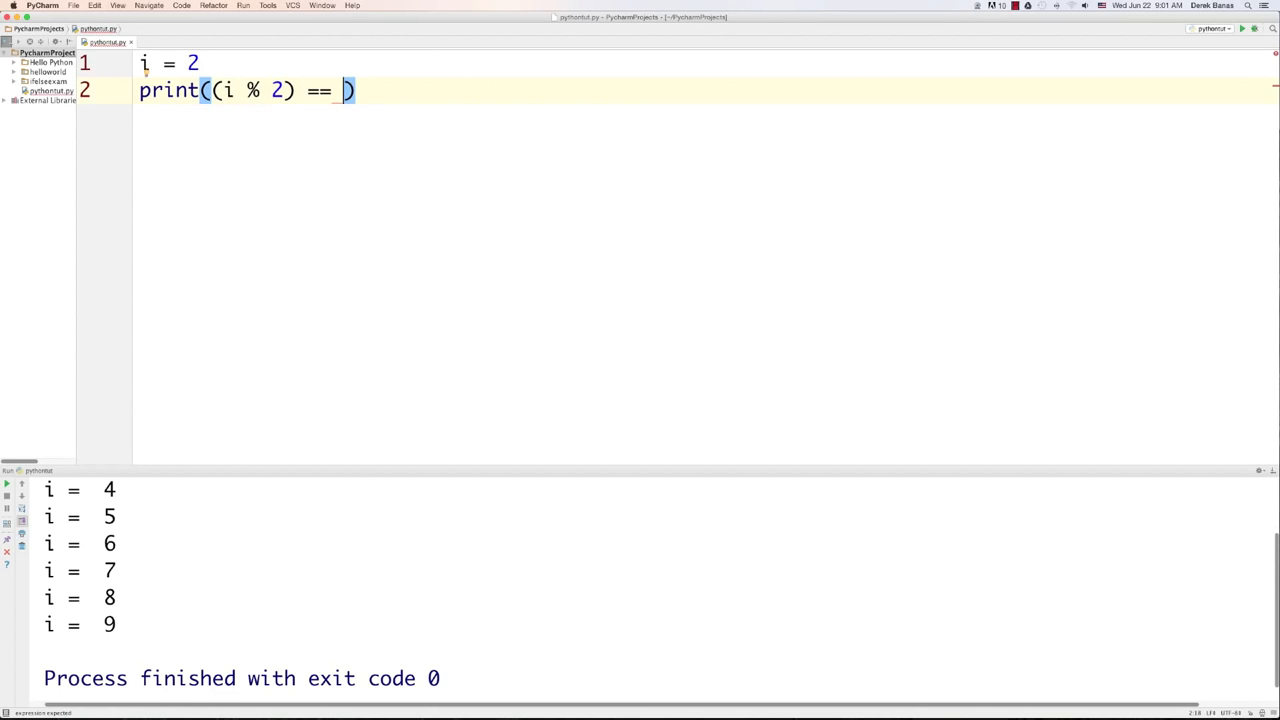 PyCharm File Edit View Navigate Code Refactor Run Tools VCS Window Help
10 Wed Jun 22 9:01 AM Derek Banas
pythontut.py - PycharmProjects - [~/PycharmProjects]
PycharmProjects pythontut.py
pythontut
pythontut.py ×
PycharmProject
Hello Python
helloworld
ifelseexam
pythontut.py
External Librarie
1 i = 2
2 print((i % 2) == )
Run pythontut
i = 4
i = 5
i = 6
i = 7
i = 8
i = 9
Process finished with exit code 0
expression expected
2:18 LF÷ UTF-8÷